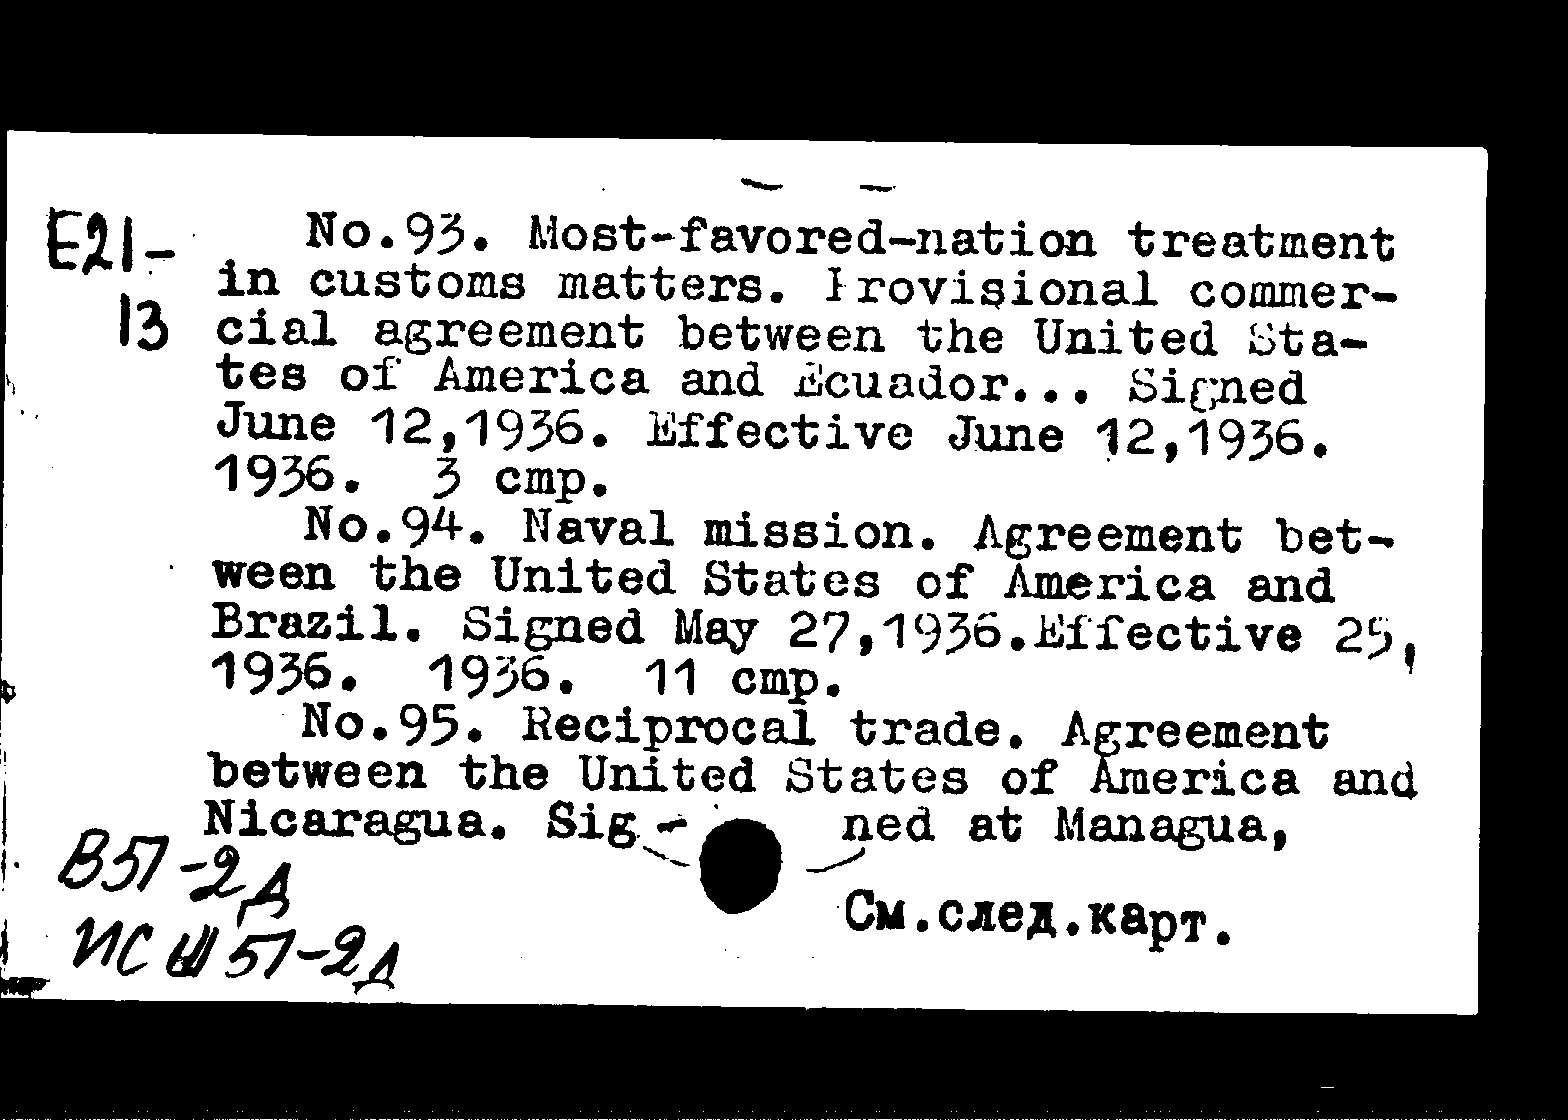 E21-
13
No.93. Most-favored-nation treatment
in customs matters. Provisional commer-
cial agreement between the United Sta-
tes of America and Ecuador... Signed
June 12,1936. Effective June 12,1936.
1936. 3 стр.
No.94. Naval mission. Agreement bet-
ween the United States of America and
Brazil. Signed May 27,1936.Effective 25,
1936. 1936. 11 стр.
No.95. Reciprocal trade. Agreement
between the United States of America and
Nicaragua. Sig- ned at Managua,
В57-2д
ИС Ш 57-2д
См.след.карт.